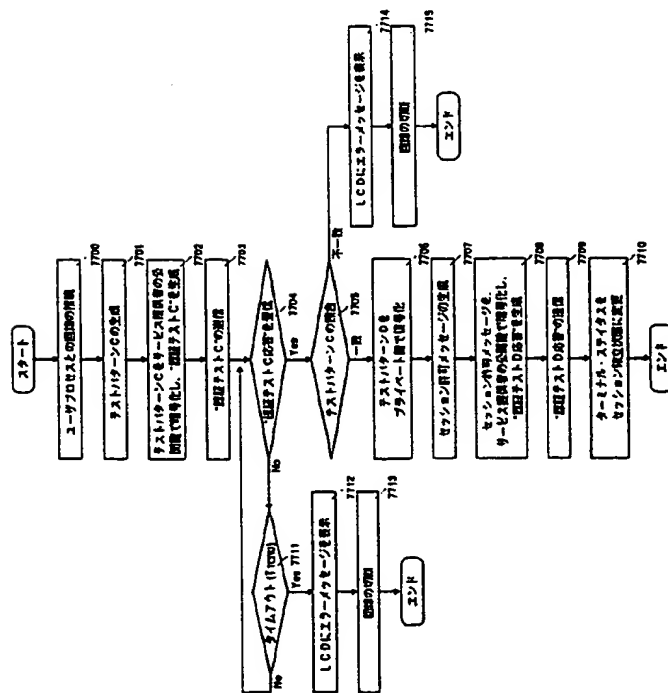 スタート
ユーザプロセスとの回線の接続
7700
テストパターンCの生成
7701
テストパターンCをサービス提供者の公
開鍵で暗号化し、"認証テストC"を生成
7702
"認証テストC"の送信
7703
"認証テストC応答"を受信
7704
Yes
No
テストパターンCの照合
7705
一致
不一致
テストパターンDを
プライベート鍵で復号化
7706
セッション許可メッセージの生成
7707
セッション許可メッセージを、
サービス提供者の公開鍵で暗号化し、
"認証テストD応答"を生成
7708
"認証テストD応答"の送信
7709
ターミナル・ステイタスを
セッション確立状態に変更
7710
エンド
タイムアウト
7711
Yes
No
LCDにエラーメッセージを表示
7712
回線の切断
7713
エンド
LCDにエラーメッセージを表示
7714
回線の切断
7715
エンド